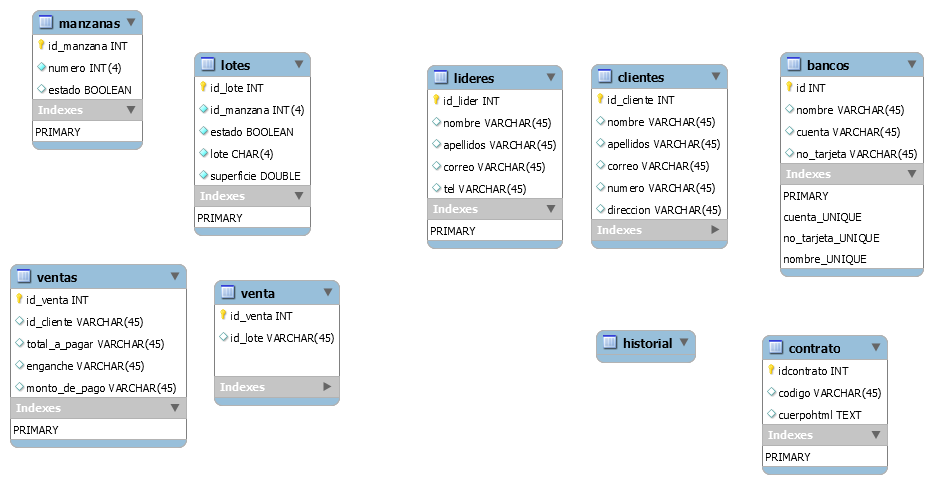 manzanas
id_manzana INT
numero INT(4)
estado BOOLEAN
Indexes
PRIMARY
lotes
id_lote INT
id_manzana INT(4)
estado BOOLEAN
lote CHAR(4)
superficie DOUBLE
Indexes
PRIMARY
lideres
id_lider INT
nombre VARCHAR(45)
apellidos VARCHAR(45)
correo VARCHAR(45)
tel VARCHAR(45)
Indexes
PRIMARY
clientes
id_cliente INT
nombre VARCHAR(45)
apellidos VARCHAR(45)
correo VARCHAR(45)
numero VARCHAR(45)
direccion VARCHAR(45)
Indexes
bancos
id INT
nombre VARCHAR(45)
cuenta VARCHAR(45)
no_tarjeta VARCHAR(45)
Indexes
PRIMARY
cuenta_UNIQUE
no_tarjeta_UNIQUE
nombre_UNIQUE
ventas
id_venta INT
id_cliente VARCHAR(45)
total_a_pagar VARCHAR(45)
enganche VARCHAR(45)
monto_de_pago VARCHAR(45)
Indexes
PRIMARY
venta
id_venta INT
id_lote VARCHAR(45)
Indexes
historial
contrato
idcontrato INT
codigo VARCHAR(45)
cuerpohtml TEXT
Indexes
PRIMARY